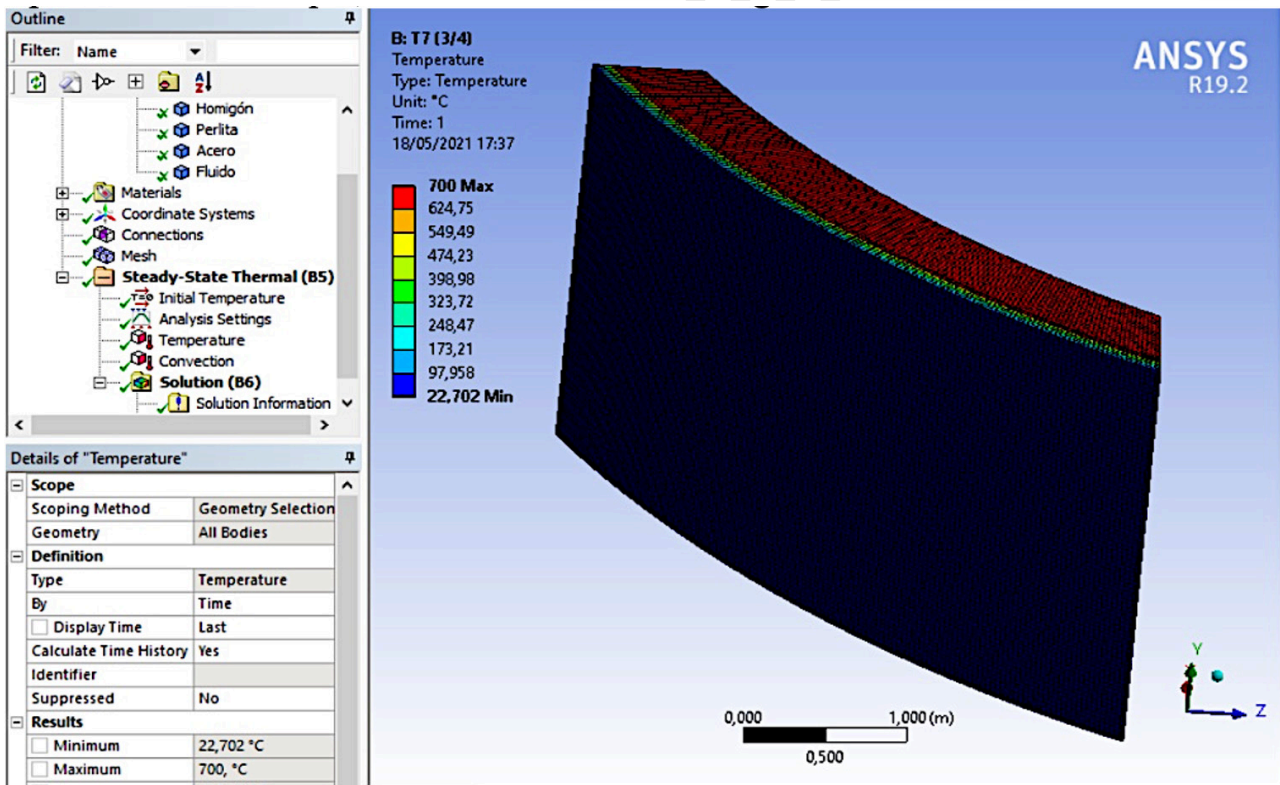 Outline
Filter: Name
Homigón
Perlita
Acero
Fluido
Materials
Coordinate Systems
Connections
Mesh
Steady-State Thermal (B5)
T=0 Initial Temperature
Analysis Settings
Temperature
Convection
Solution (B6)
Solution Information
Details of "Temperature"
Scope
Scoping Method Geometry Selection
Geometry All Bodies
Definition
Type Temperature
By Time
Display Time Last
Calculate Time History Yes
Identifier
Suppressed No
Results
Minimum 22,702 °C
Maximum 700, °C
B: T7 (3/4)
Temperature
Type: Temperature
Unit: °C
Time: 1
18/05/2021 17:37
700 Max
624,75
549,49
474,23
398,98
323,72
248,47
173,21
97,958
22,702 Min
ANSYS
R19.2
0,000 1,000 (m)
0,500
Y
Z